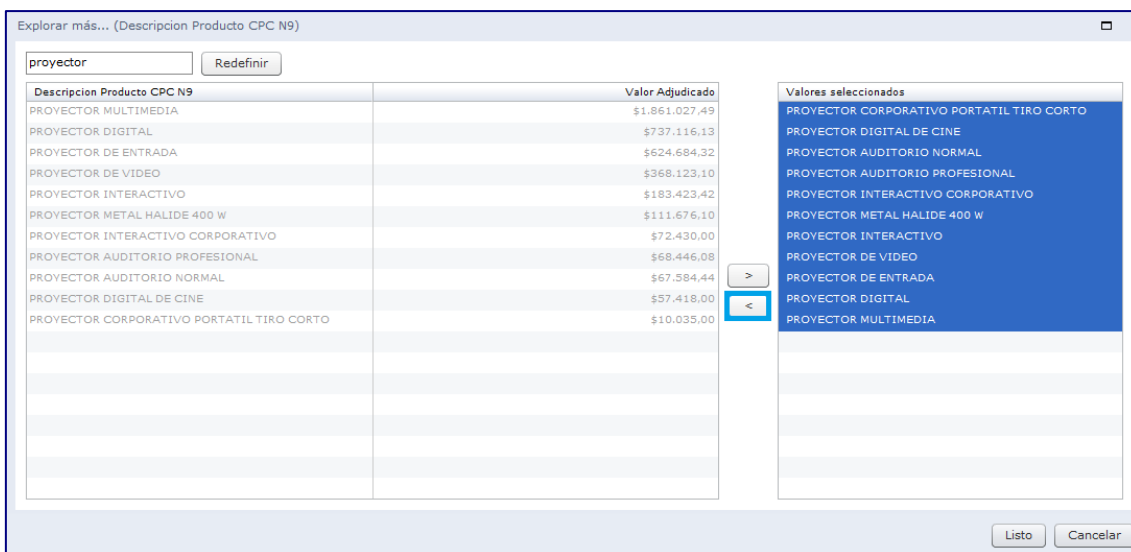 Explorar más... (Descripcion Producto CPC N9)
proyector Redefinir
Descripcion Producto CPC N9 Valor Adjudicado Valores seleccionados
PROYECTOR MULTIMEDIA $1.861.027,49 PROYECTOR CORPORATIVO PORTATIL TIRO CORTO
PROYECTOR DIGITAL $737.116,13 PROYECTOR DIGITAL DE CINE
PROYECTOR DE ENTRADA $624.684,32 PROYECTOR AUDITORIO NORMAL
PROYECTOR DE VIDEO $368.123,10 PROYECTOR AUDITORIO PROFESIONAL
PROYECTOR INTERACTIVO $183.423,42 PROYECTOR INTERACTIVO CORPORATIVO
PROYECTOR METAL HALIDE 400 W $111.676,10 PROYECTOR METAL HALIDE 400 W
PROYECTOR INTERACTIVO CORPORATIVO $72.430,00 PROYECTOR INTERACTIVO
PROYECTOR AUDITORIO PROFESIONAL $68.446,08 PROYECTOR DE VIDEO
PROYECTOR AUDITORIO NORMAL $67.584,44 > PROYECTOR DE ENTRADA
PROYECTOR DIGITAL DE CINE $57.418,00 < PROYECTOR DIGITAL
PROYECTOR CORPORATIVO PORTATIL TIRO CORTO $10.035,00 PROYECTOR MULTIMEDIA
Listo Cancelar